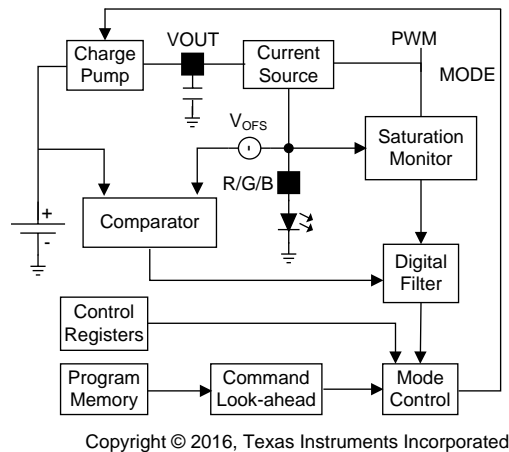 VOUT
PWM
Charge
Pump
Current
Source
MODE
VOFS
Saturation
Monitor
R/G/B
+
-
Comparator
Digital
Filter
Control
Registers
Program
Memory
Command
Look-ahead
Mode
Control
Copyright © 2016, Texas Instruments Incorporated